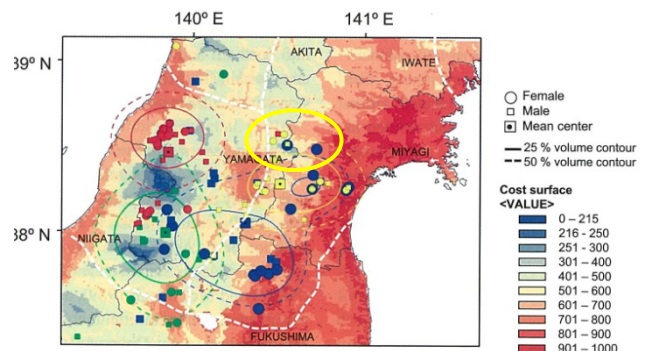 140° E
141° E
39° N
AKITA
IWATE
YAMAGATA
MIYAGI
38° N
NIIGATA
FUKUSHIMA
Female
Male
Mean center
25 % volume contour
50 % volume contour
Cost surface
<VALUE>
0 – 215
216 - 250
251 - 300
301 – 400
401 – 500
501 – 600
601 – 700
701 – 800
801 – 900
901 – 1000